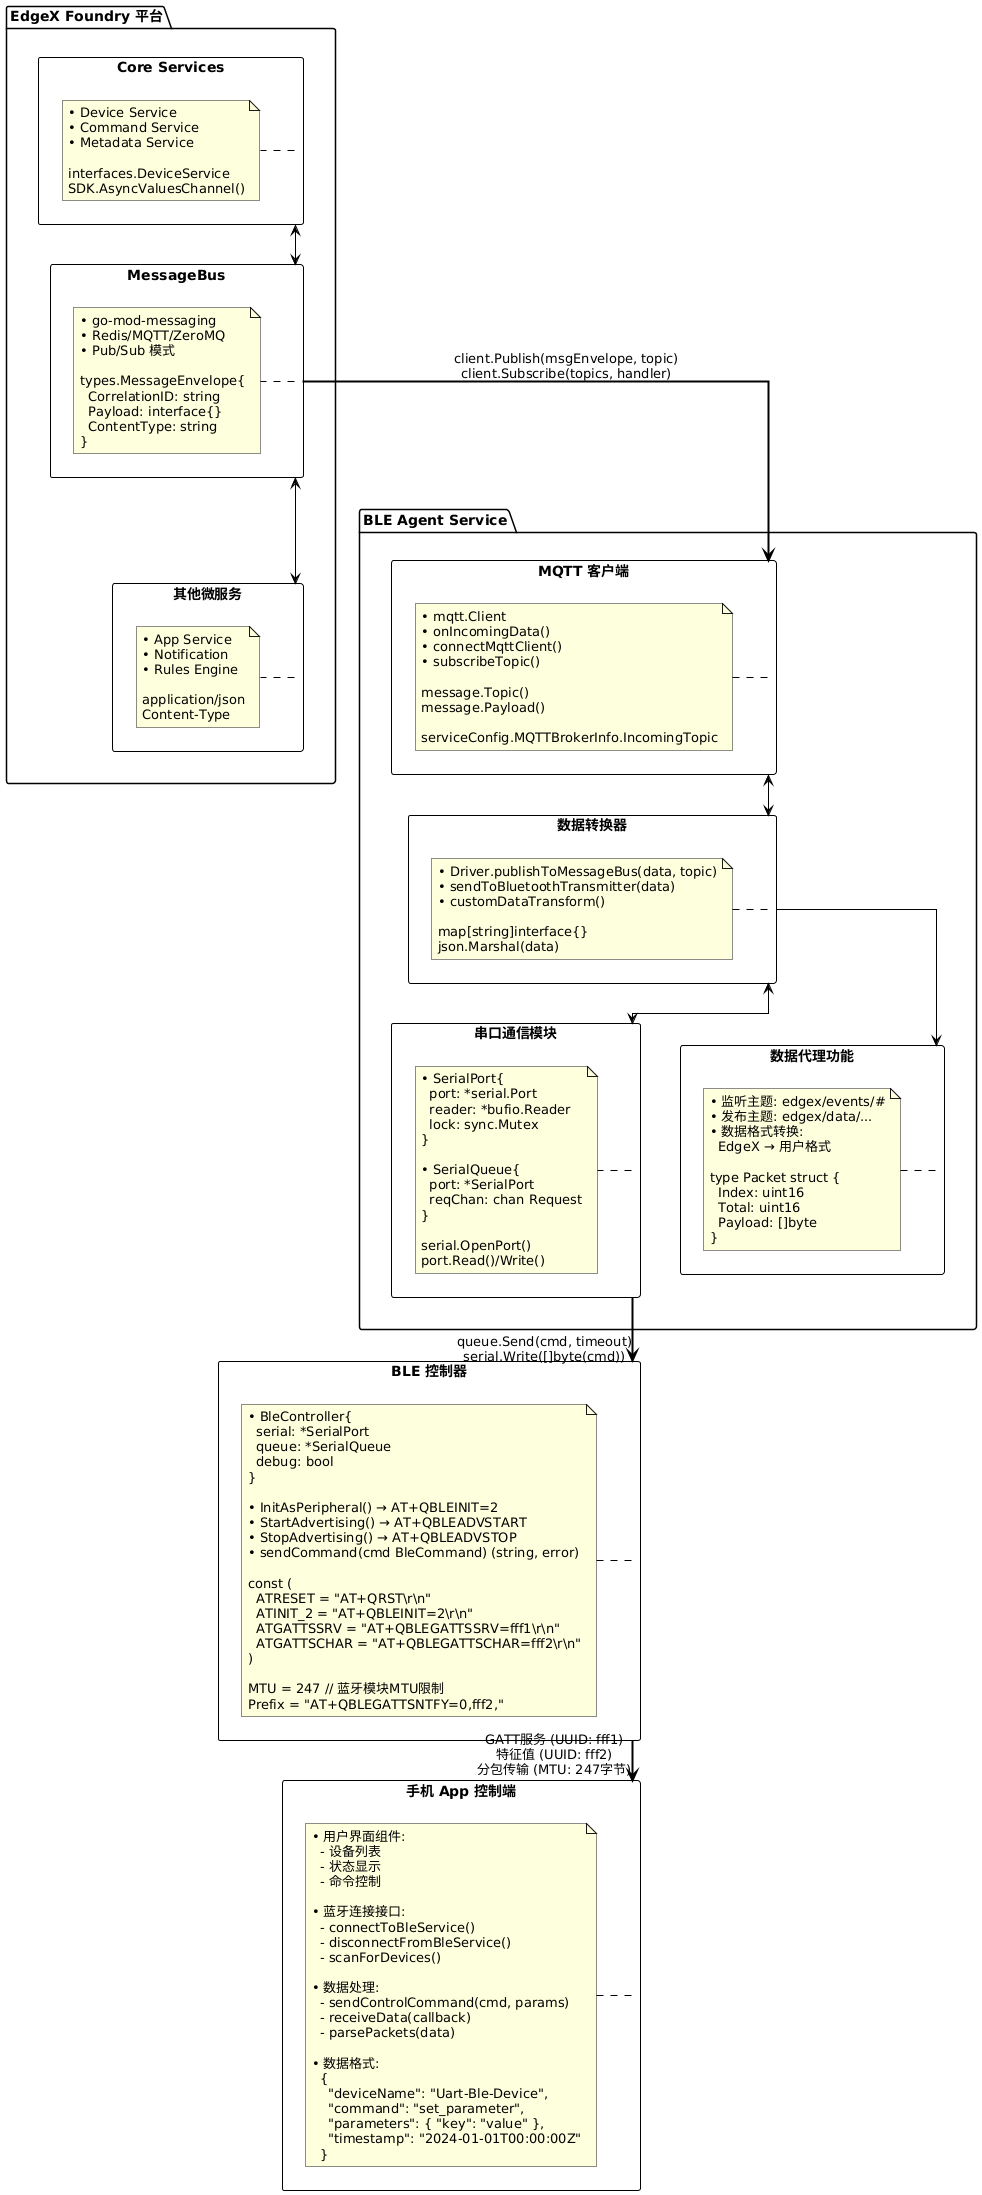 EdgeX Foundry 平台
Core Services
• Device Service
• Command Service
• Metadata Service
interfaces.DeviceService
SDK.AsyncValuesChannel()
MessageBus
• go-mod-messaging
• Redis/MQTT/ZeroMQ
• Pub/Sub 模式
types.MessageEnvelope{
  CorrelationID: string
  Payload: interface{}
  ContentType: string
}
client.Publish(msgEnvelope, topic)
client.Subscribe(topics, handler)
其他微服务
• App Service
• Notification
• Rules Engine
application/json
Content-Type
BLE Agent Service
MQTT 客户端
• mqtt.Client
• onIncomingData()
• connectMqttClient()
• subscribeTopic()
message.Topic()
message.Payload()
serviceConfig.MQTTBrokerInfo.IncomingTopic
数据转换器
• Driver.publishToMessageBus(data, topic)
• sendToBluetoothTransmitter(data)
• customDataTransform()
map[string]interface{}
json.Marshal(data)
串口通信模块
• SerialPort{
  port: *serial.Port
  reader: *bufio.Reader
  lock: sync.Mutex
}
• SerialQueue{
  port: *SerialPort
  reqChan: chan Request
}
serial.OpenPort()
port.Read()/Write()
数据代理功能
• 监听主题: edgex/events/#
• 发布主题: edgex/data/...
• 数据格式转换:
  EdgeX → 用户格式
type Packet struct {
  Index: uint16
  Total: uint16
  Payload: []byte
}
queue.Send(cmd, timeout)
serial.Write([]byte(cmd))
BLE 控制器
• BleController{
  serial: *SerialPort
  queue: *SerialQueue
  debug: bool
}
• InitAsPeripheral() → AT+QBLEINIT=2
• StartAdvertising() → AT+QBLEADVSTART
• StopAdvertising() → AT+QBLEADVSTOP
• sendCommand(cmd BleCommand) (string, error)
const (
  ATRESET = "AT+QRST\r\n"
  ATINIT_2 = "AT+QBLEINIT=2\r\n"
  ATGATTSSRV = "AT+QBLEGATTSSRV=fff1\r\n"
  ATGATTSCHAR = "AT+QBLEGATTSCHAR=fff2\r\n"
)
MTU = 247 // 蓝牙模块MTU限制
Prefix = "AT+QBLEGATTSNTFY=0,fff2,"
GATT服务 (UUID: fff1)
特征值 (UUID: fff2)
分包传输 (MTU: 247字节)
手机 App 控制端
• 用户界面组件:
  - 设备列表
  - 状态显示
  - 命令控制
• 蓝牙连接接口:
  - connectToBleService()
  - disconnectFromBleService()
  - scanForDevices()
• 数据处理:
  - sendControlCommand(cmd, params)
  - receiveData(callback)
  - parsePackets(data)
• 数据格式:
  {
    "deviceName": "Uart-Ble-Device",
    "command": "set_parameter",
    "parameters": { "key": "value" },
    "timestamp": "2024-01-01T00:00:00Z"
  }